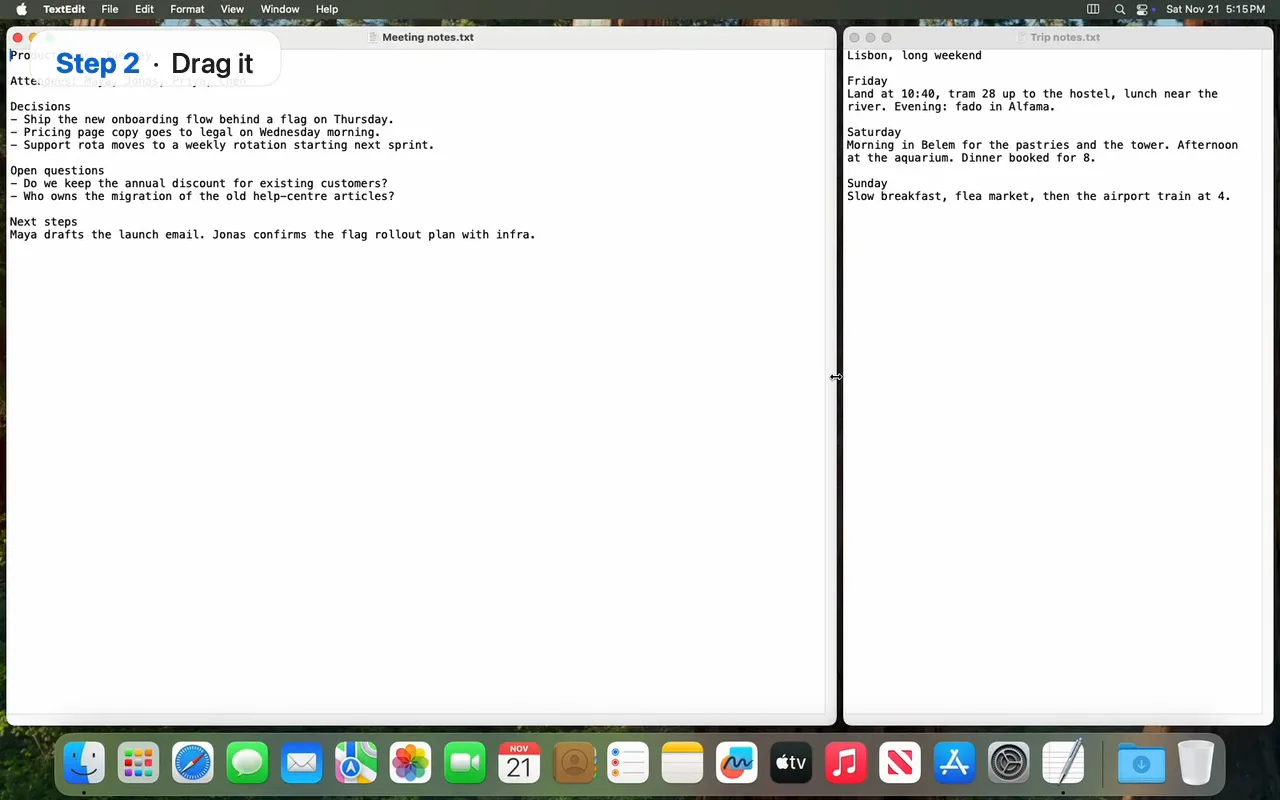 TextEdit File Edit Format View Window Help
Sat Nov 21 5:15 PM
Meeting notes.txt
Step 2 · Drag it
Decisions
- Ship the new onboarding flow behind a flag on Thursday.
- Pricing page copy goes to legal on Wednesday morning.
- Support rota moves to a weekly rotation starting next sprint.
Open questions
- Do we keep the annual discount for existing customers?
- Who owns the migration of the old help-centre articles?
Next steps
Maya drafts the launch email. Jonas confirms the flag rollout plan with infra.
Trip notes.txt
Lisbon, long weekend
Friday
Land at 10:40, tram 28 up to the hostel, lunch near the
river. Evening: fado in Alfama.
Saturday
Morning in Belem for the pastries and the tower. Afternoon
at the aquarium. Dinner booked for 8.
Sunday
Slow breakfast, flea market, then the airport train at 4.
NOV
21
tv